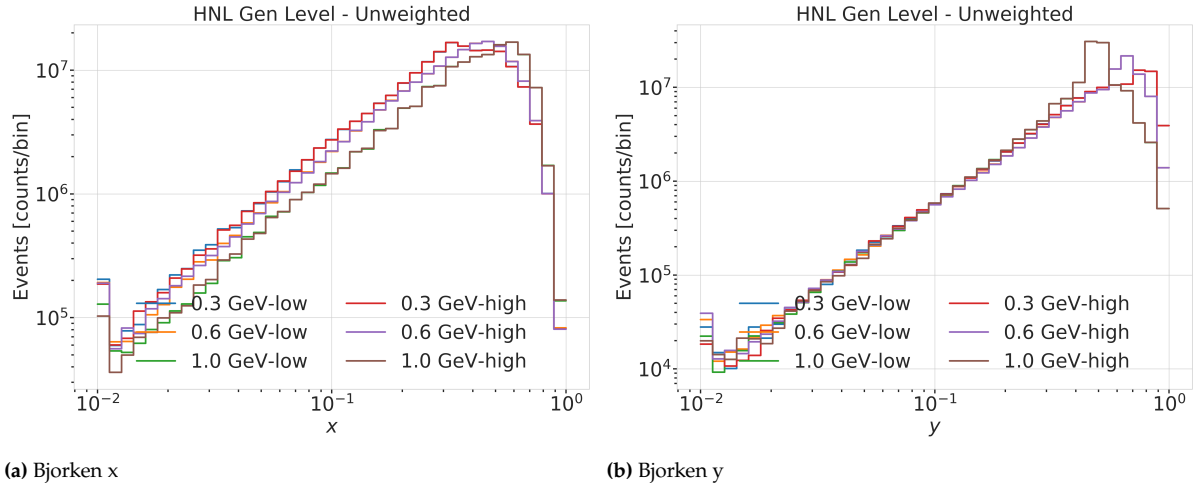 HNL Gen Level - Unweighted
Events [counts/bin]
10^7
10^6
10^5
0.3 GeV-low
0.6 GeV-low
1.0 GeV-low
0.3 GeV-high
0.6 GeV-high
1.0 GeV-high
10^−2
10^−1
10^0
x
(a) Bjorken x
HNL Gen Level - Unweighted
Events [counts/bin]
10^7
10^6
10^5
10^4
0.3 GeV-low
0.6 GeV-low
1.0 GeV-low
0.3 GeV-high
0.6 GeV-high
1.0 GeV-high
10^−2
10^−1
10^0
y
(b) Bjorken y